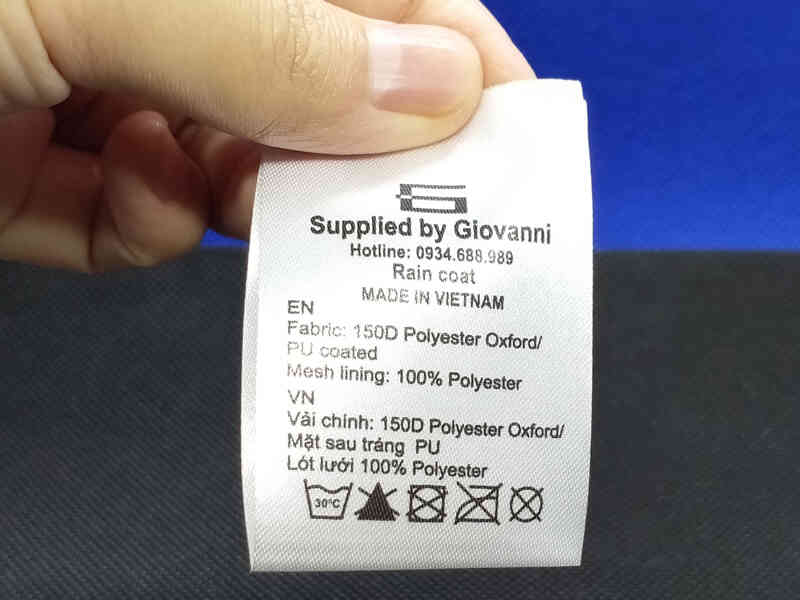 Supplied by Giovanni
Hotline: 0934.688.989
Rain coat
MADE IN VIETNAM
EN
Fabric: 150D Polyester Oxford/
PU coated
Mesh lining: 100% Polyester
VN
Vải chính: 150D Polyester Oxford/
Mặt sau tráng PU
Lót lưới 100% Polyester
30°C